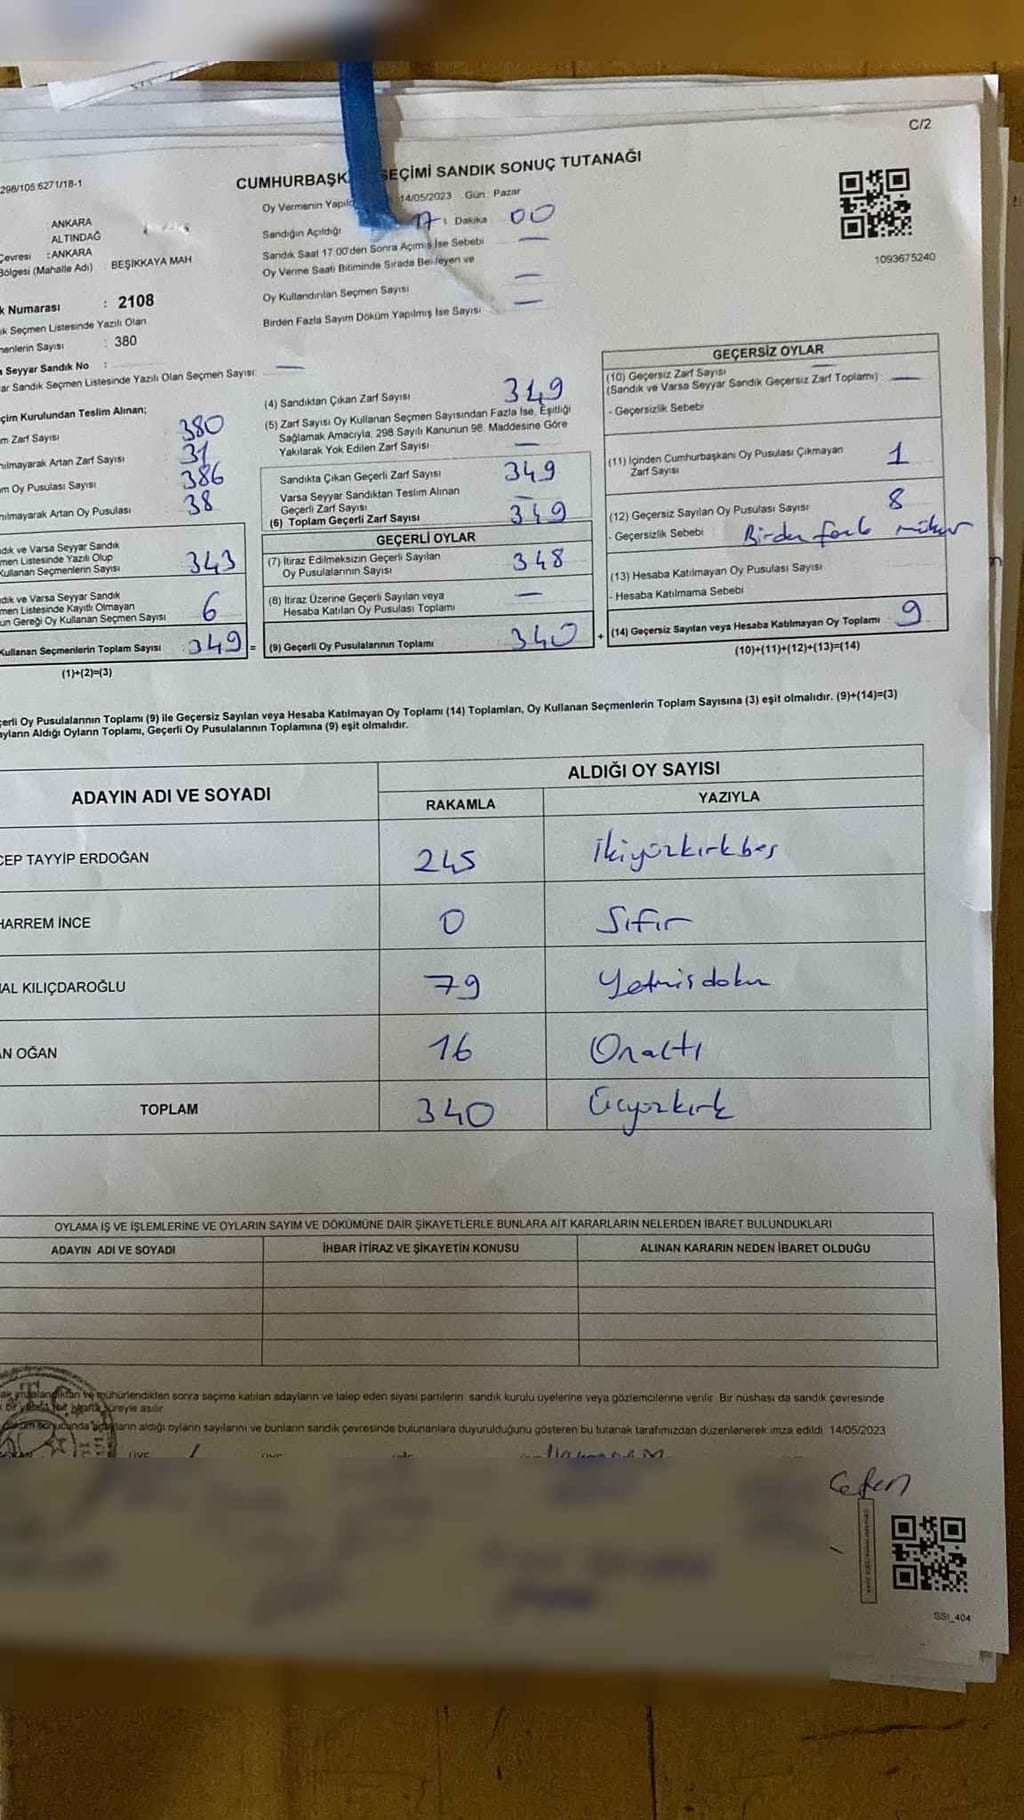 C/2
298/105.6271/18-1
CUMHURBAŞK SEÇİMİ SANDIK SONUÇ TUTANAĞI
Oy Vermenin Yapıld 14/05/2023 Gün: Pazar
: ANKARA
ALTINDAĞ
Çevresi : ANKARA
Bölgesi (Mahalle Adı) BEŞİKKAYA MAH
Sandığın Açıldığı 17 : Dakika 00
Sandık Saat 17 00'den Sonra Açımış İse Sebebi —
Oy Verme Saati Bitiminde Sırada Bekleyen ve
Oy Kullandırılan Seçmen Sayısı —
Birden Fazla Sayım Döküm Yapılmış İse Sayısı —
1093675240
k Numarası : 2108
ık Seçmen Listesinde Yazılı Olan
menlerin Sayısı : 380
a Seyyar Sandık No :
ar Sandık Seçmen Listesinde Yazılı Olan Seçmen Sayısı: —
çim Kurulundan Teslim Alınan;
m Zarf Sayısı 380
nılmayarak Artan Zarf Sayısı 31
m Oy Pusulası Sayısı 386
nılmayarak Artan Oy Pusulası 38
dık ve Varsa Seyyar Sandık
men Listesinde Yazılı Olup
Kullanan Seçmenlerin Sayısı 343
dık ve Varsa Seyyar Sandık
men Listesinde Kayıtlı Olmayan
un Gereği Oy Kullanan Seçmen Sayısı 6
Kullanan Seçmenlerin Toplam Sayısı 349 =
(1)+(2)=(3)
(4) Sandıktan Çıkan Zarf Sayısı 349
(5) Zarf Sayısı Oy Kullanan Seçmen Sayısından Fazla İse, Eşitliği
Sağlamak Amacıyla, 298 Sayılı Kanunun 98. Maddesine Göre
Yakılarak Yok Edilen Zarf Sayısı —
Sandıkta Çıkan Geçerli Zarf Sayısı 349
Varsa Seyyar Sandıktan Teslim Alınan
Geçerli Zarf Sayısı —
(6) Toplam Geçerli Zarf Sayısı 349
GEÇERLİ OYLAR
(7) İtiraz Edilmeksizin Geçerli Sayılan
Oy Pusulalarının Sayısı 348
(8) İtiraz Üzerine Geçerli Sayılan veya
Hesaba Katılan Oy Pusulası Toplamı —
(9) Geçerli Oy Pusulalarının Toplamı 340 +
GEÇERSİZ OYLAR
(10) Geçersiz Zarf Sayısı
(Sandık ve Varsa Seyyar Sandık Geçersiz Zarf Toplamı) —
- Geçersizlik Sebebi
(11) İçinden Cumhurbaşkanı Oy Pusulası Çıkmayan
Zarf Sayısı 1
(12) Geçersiz Sayılan Oy Pusulası Sayısı 8
- Geçersizlik Sebebi Birden fazla mühür
(13) Hesaba Katılmayan Oy Pusulası Sayısı
- Hesaba Katılmama Sebebi
(14) Geçersiz Sayılan veya Hesaba Katılmayan Oy Toplamı 9
(10)+(11)+(12)+(13)=(14)
çerli Oy Pusulalarının Toplamı (9) ile Geçersiz Sayılan veya Hesaba Katılmayan Oy Toplamı (14) Toplamları, Oy Kullanan Seçmenlerin Toplam Sayısına (3) eşit olmalıdır. (9)+(14)=(3)
ayların Aldığı Oyların Toplamı, Geçerli Oy Pusulalarının Toplamına (9) eşit olmalıdır.
ADAYIN ADI VE SOYADI
ALDIĞI OY SAYISI
RAKAMLA YAZIYLA
CEP TAYYİP ERDOĞAN 245 ikiyüzkırkbeş
HARREM İNCE 0 Sıfır
AL KILIÇDAROĞLU 79 Yetmişdokuz
AN OĞAN 16 Onaltı
TOPLAM 340 Üçyüzkırk
OYLAMA İŞ VE İŞLEMLERİNE VE OYLARIN SAYIM VE DÖKÜMÜNE DAİR ŞİKAYETLERLE BUNLARA AİT KARARLARIN NELERDEN İBARET BULUNDUKLARI
ADAYIN ADI VE SOYADI İHBAR İTİRAZ VE ŞİKAYETİN KONUSU ALINAN KARARIN NEDEN İBARET OLDUĞU
ak imzalandıktan ve mühürlendikten sonra seçime katılan adayların ve talep eden siyasi partilerin sandık kurulu üyelerine veya gözlemcilerine verilir. Bir nüshası da sandık çevresinde
bir yere bir hafta süreyle asılır
döküm sonucunda adayların aldığı oyların sayılarını ve bunların sandık çevresinde bulunanlara duyurulduğunu gösteren bu tutanak tarafımızdan düzenlenerek imza edildi. 14/05/2023
SSI_404